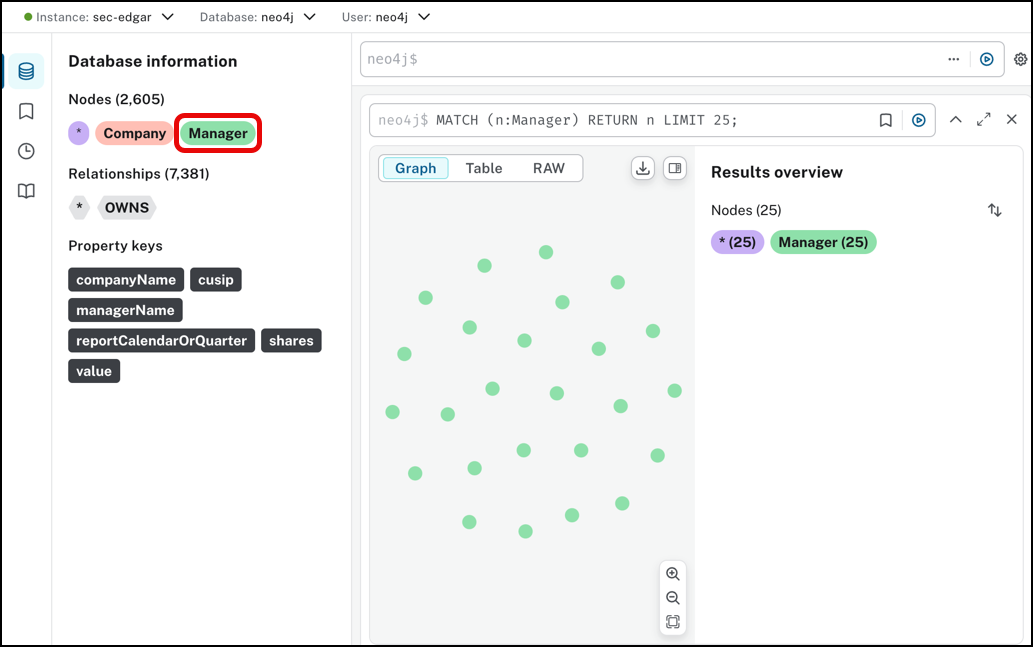 Instance: sec-edgar Database: neo4j User: neo4j
Database information
Nodes (2,605)
* Company Manager
Relationships (7,381)
* OWNS
Property keys
companyName cusip
managerName
reportCalendarOrQuarter shares
value
neo4j$
neo4j$ MATCH (n:Manager) RETURN n LIMIT 25;
Graph Table RAW
Results overview
Nodes (25)
* (25) Manager (25)